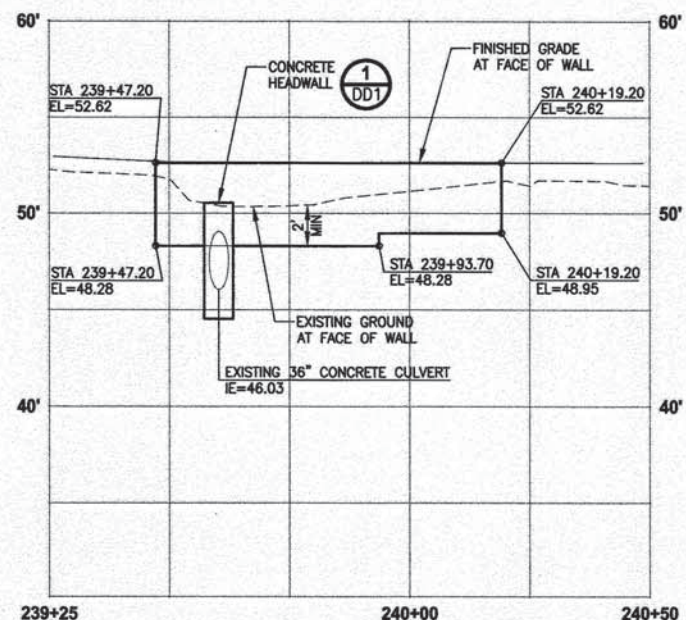 60'
60'
CONCRETE
HEADWALL
1
DD1
FINISHED GRADE
AT FACE OF WALL
STA 239+47.20
EL=52.62
STA 240+19.20
EL=52.62
50'
50'
2'
MIN
STA 239+47.20
EL=48.28
STA 239+93.70
EL=48.28
STA 240+19.20
EL=48.95
EXISTING GROUND
AT FACE OF WALL
EXISTING 36" CONCRETE CULVERT
IE=46.03
40'
40'
239+25
240+00
240+50